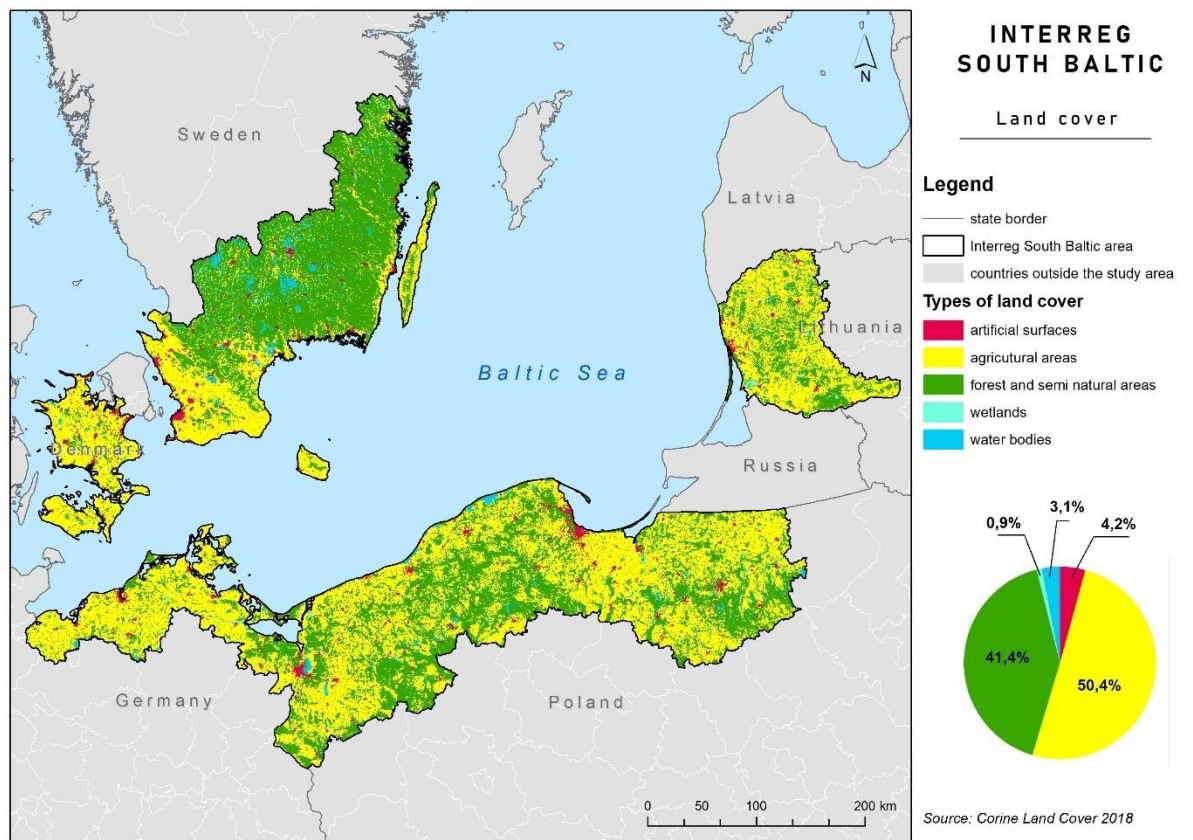 INTERREG
SOUTH BALTIC
Land cover
Legend
state border
Interreg South Baltic area
countries outside the study area
Types of land cover
artificial surfaces
agricutural areas
forest and semi natural areas
wetlands
water bodies
0,9%
3,1%
4,2%
41,4%
50,4%
Source: Corine Land Cover 2018
N
Sweden
Latvia
Lithuania
Baltic Sea
Denmark
Russia
Germany
Poland
0 50 100 200 km